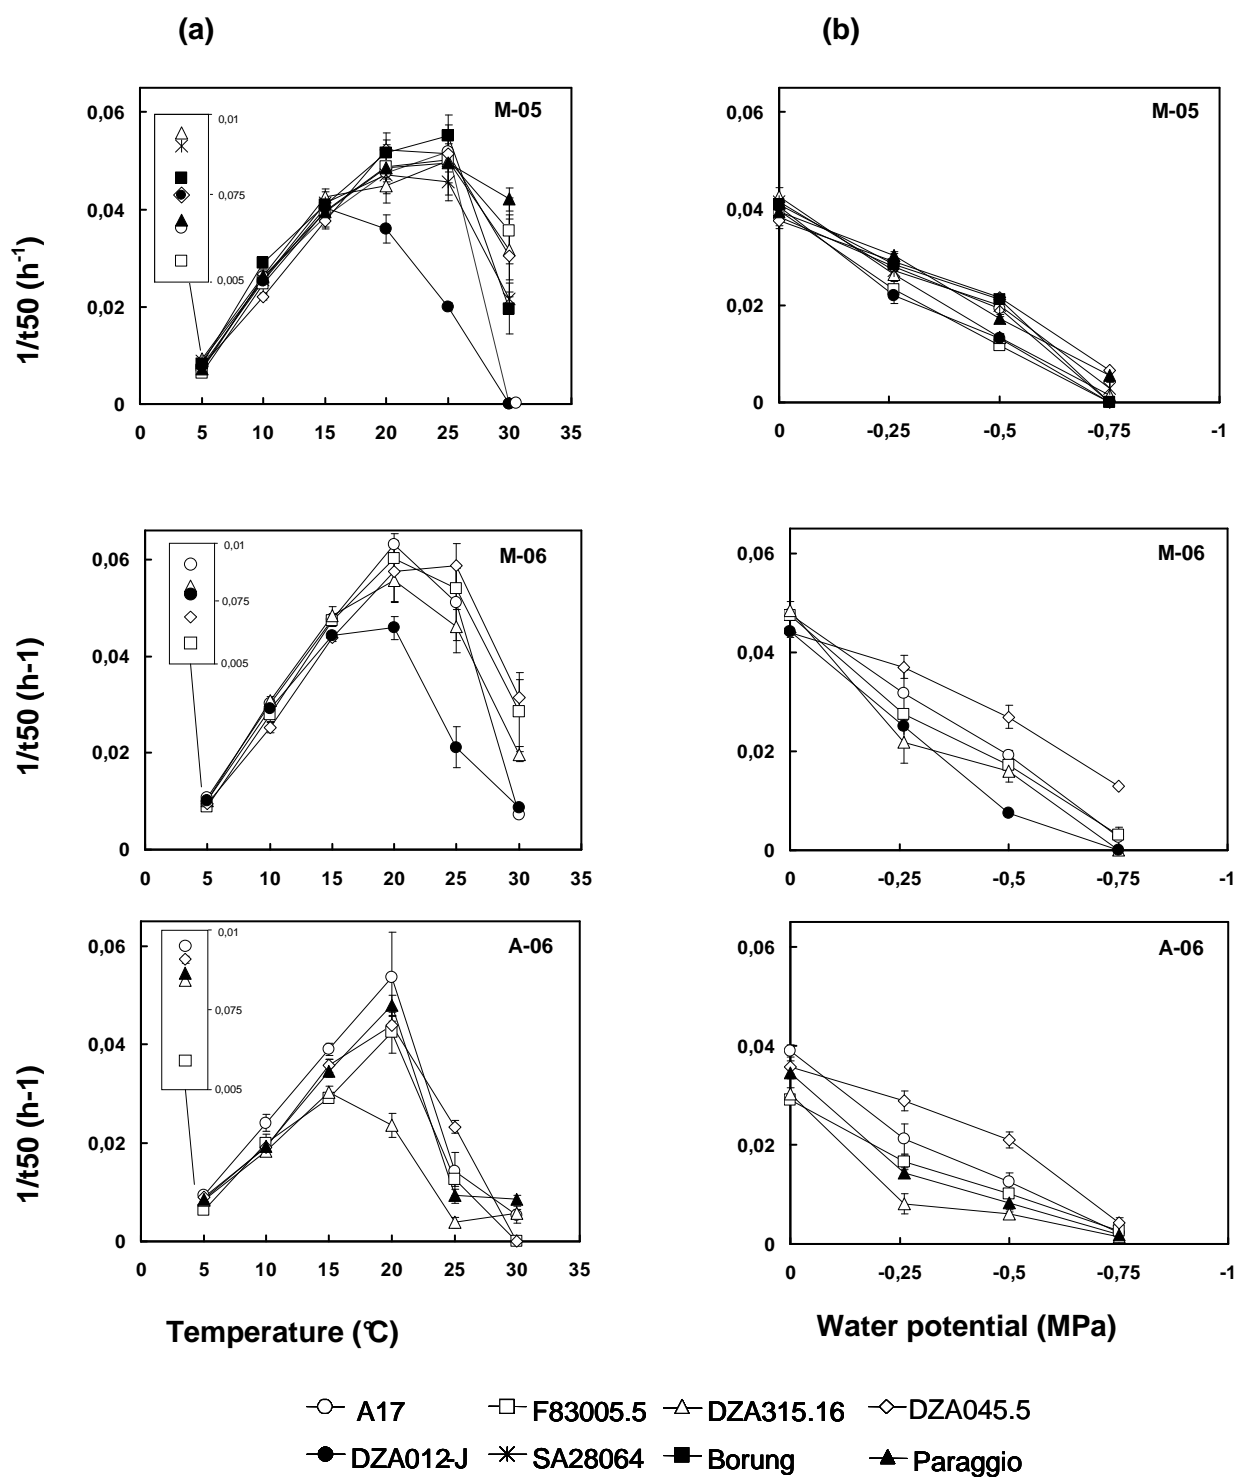 (a)
(b)
M-05
0,06
0,04
0,02
0
0,01
0,075
0,005
0 5 10 15 20 25 30 35
1/t50 (h-1)
M-05
0,06
0,04
0,02
0
0 -0,25 -0,5 -0,75 -1
M-06
0,06
0,04
0,02
0
0,01
0,075
0,005
0 5 10 15 20 25 30 35
1/t50 (h-1)
M-06
0,06
0,04
0,02
0
0 -0,25 -0,5 -0,75 -1
A-06
0,06
0,04
0,02
0
0,01
0,075
0,005
0 5 10 15 20 25 30 35
1/t50 (h-1)
A-06
0,06
0,04
0,02
0
0 -0,25 -0,5 -0,75 -1
Temperature (°C)
Water potential (MPa)
A17 F83005.5 DZA315.16 DZA045.5
DZA012-J SA28064 Borung Paraggio